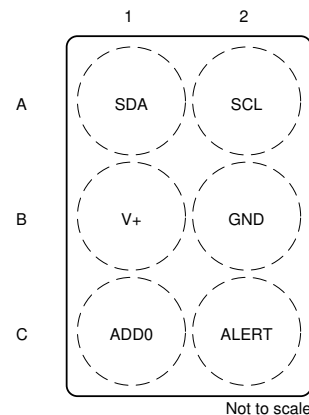 1 2
A SDA SCL
B V+ GND
C ADD0 ALERT
Not to scale